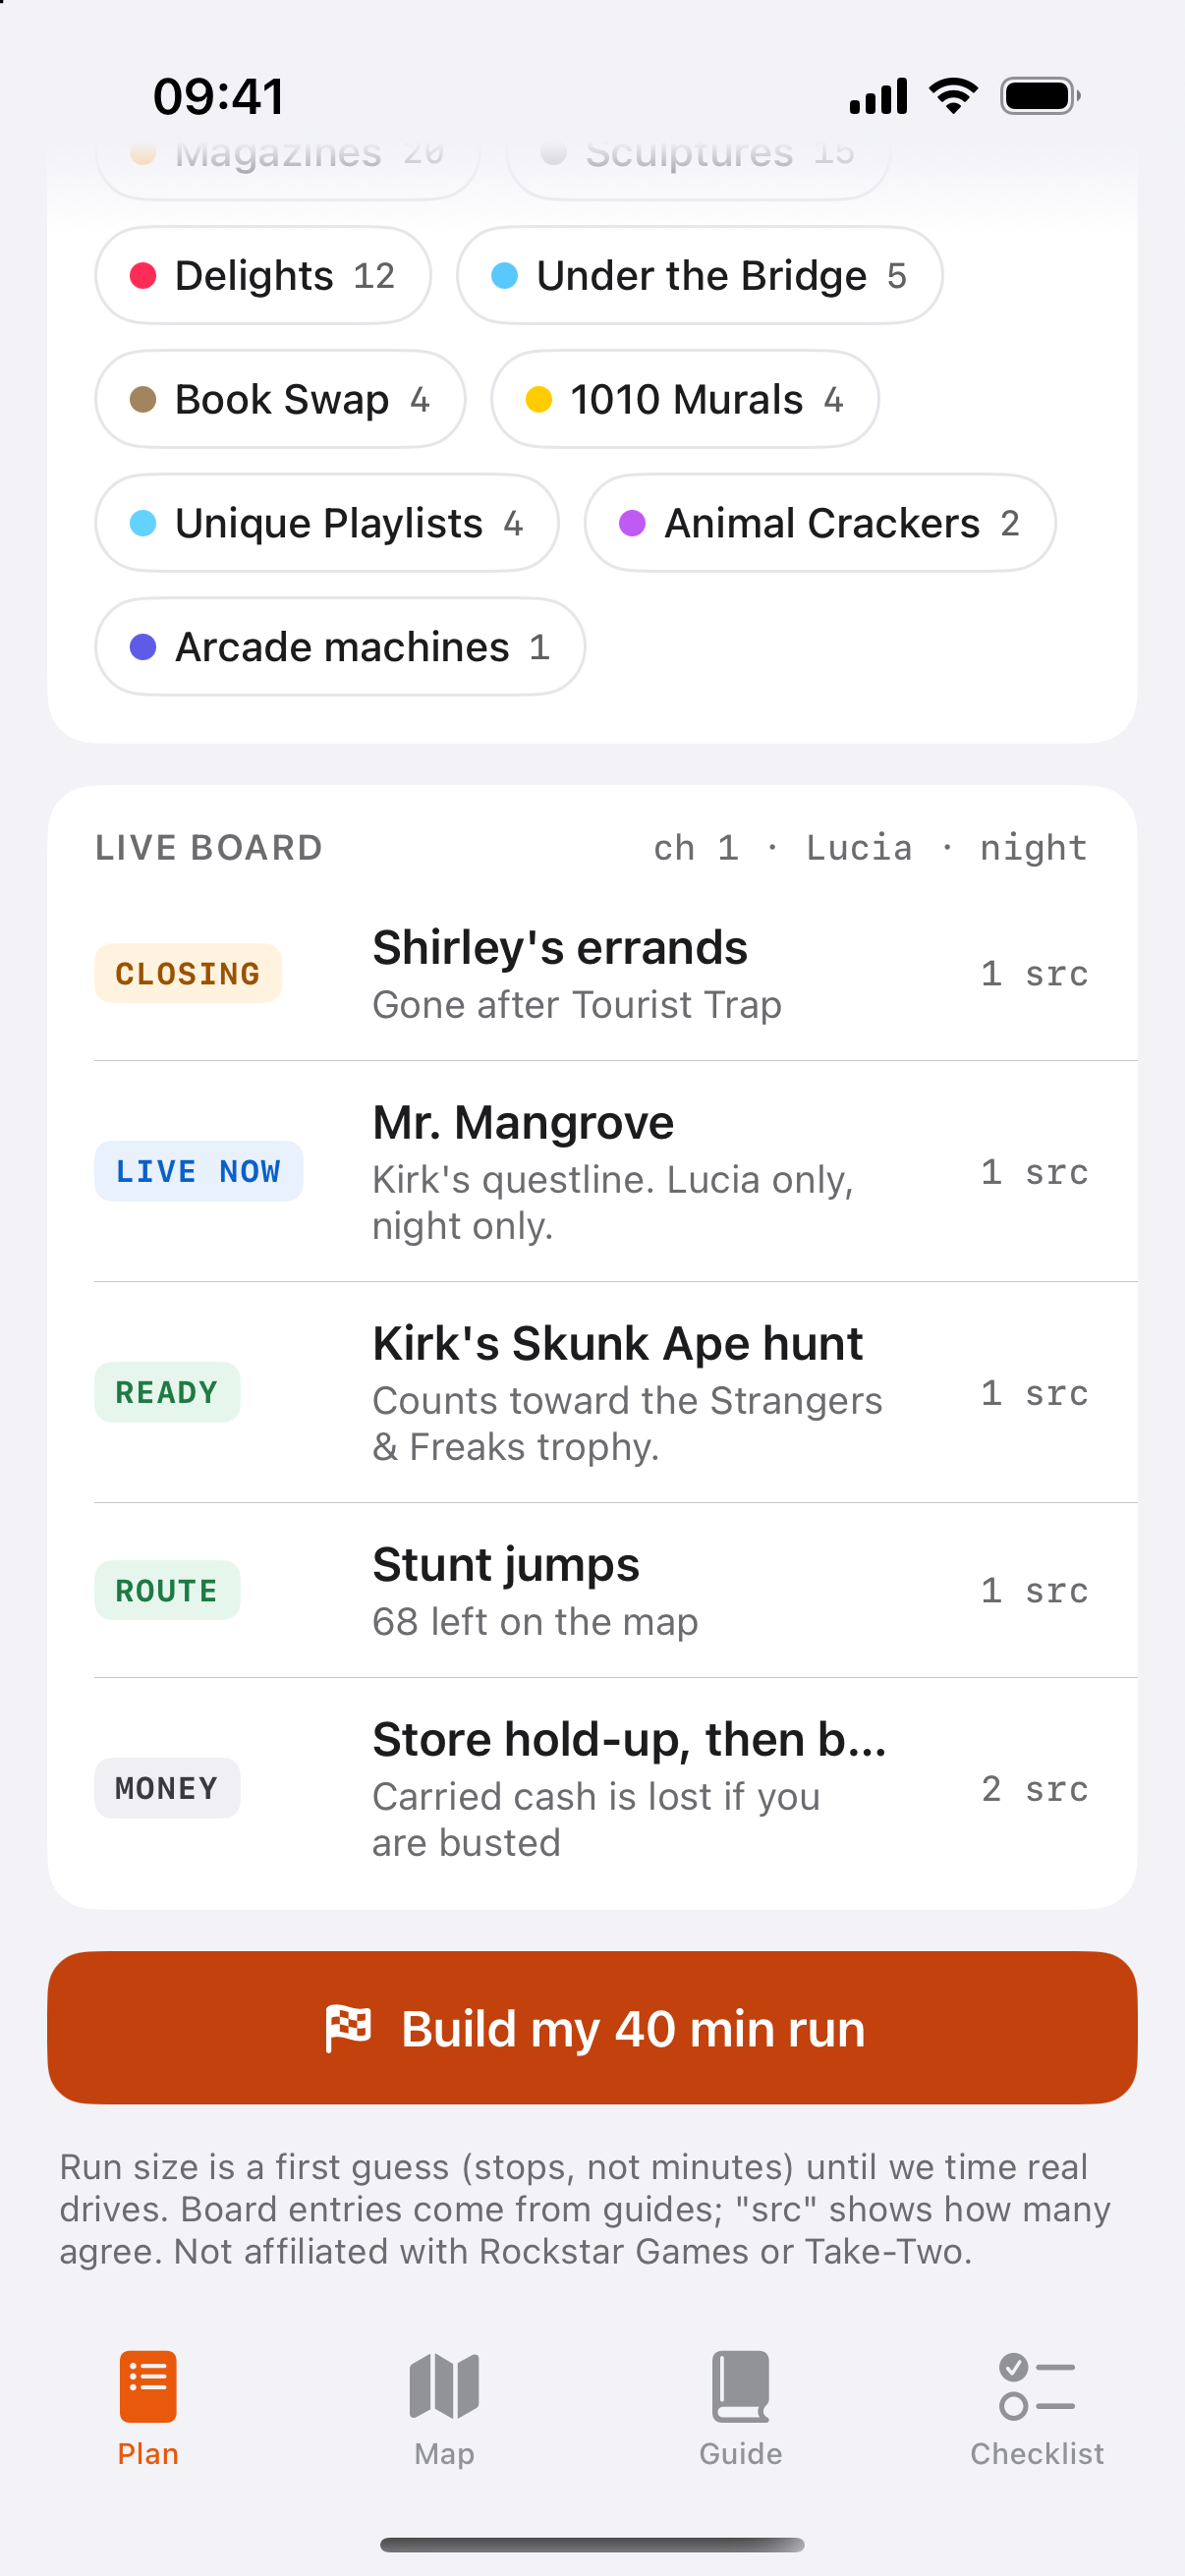 09:41
Magazines 20 Sculptures 15
Delights 12 Under the Bridge 5
Book Swap 4 1010 Murals 4
Unique Playlists 4 Animal Crackers 2
Arcade machines 1
LIVE BOARD ch 1 · Lucia · night
CLOSING Shirley's errands 1 src
Gone after Tourist Trap
LIVE NOW Mr. Mangrove 1 src
Kirk's questline. Lucia only,
night only.
READY Kirk's Skunk Ape hunt 1 src
Counts toward the Strangers
& Freaks trophy.
ROUTE Stunt jumps 1 src
68 left on the map
MONEY Store hold-up, then b... 2 src
Carried cash is lost if you
are busted
Build my 40 min run
Run size is a first guess (stops, not minutes) until we time real
drives. Board entries come from guides; "src" shows how many
agree. Not affiliated with Rockstar Games or Take-Two.
Plan Map Guide Checklist